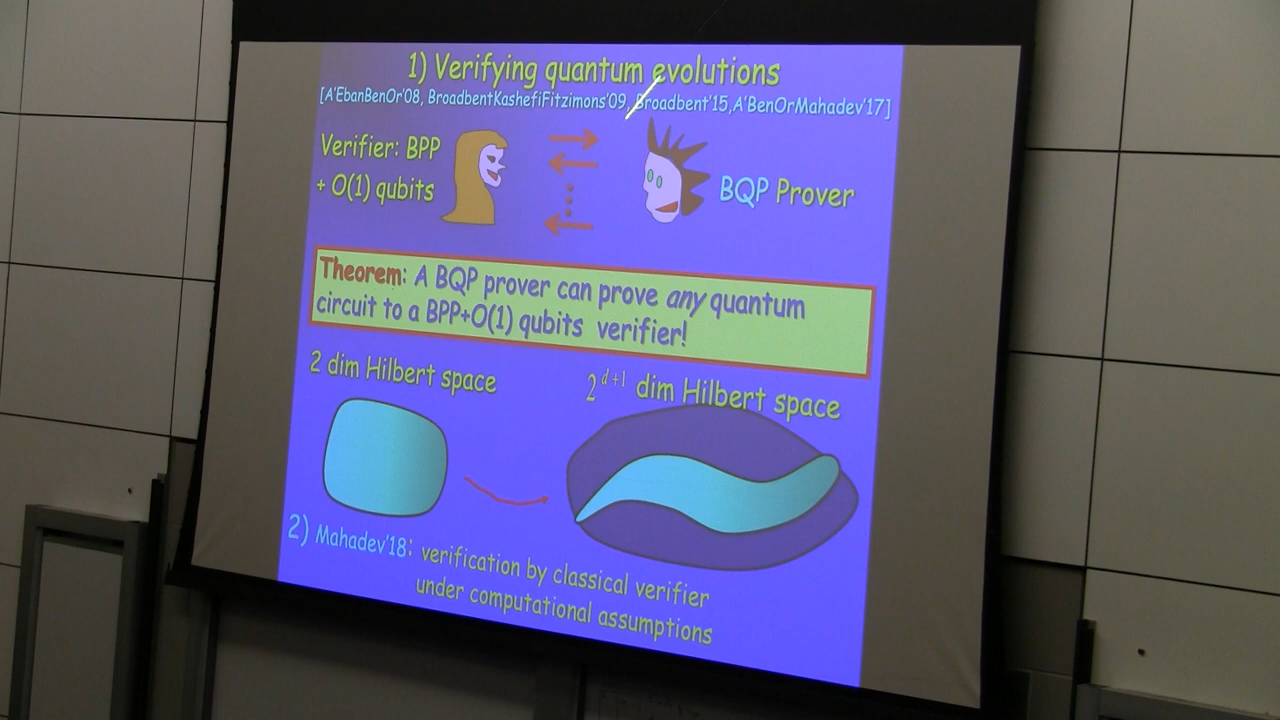 1) Verifying quantum evolutions
[A'EbanBenOr'08, BroadbentKashefiFitzimons'09, Broadbent'15,A'BenOrMahadev'17]
Verifier: BPP
+ O(1) qubits
BQP Prover
Theorem: A BQP prover can prove any quantum
circuit to a BPP+O(1) qubits verifier!
2 dim Hilbert space
2^{d+1} dim Hilbert space
2) Mahadev'18: verification by classical verifier
under computational assumptions